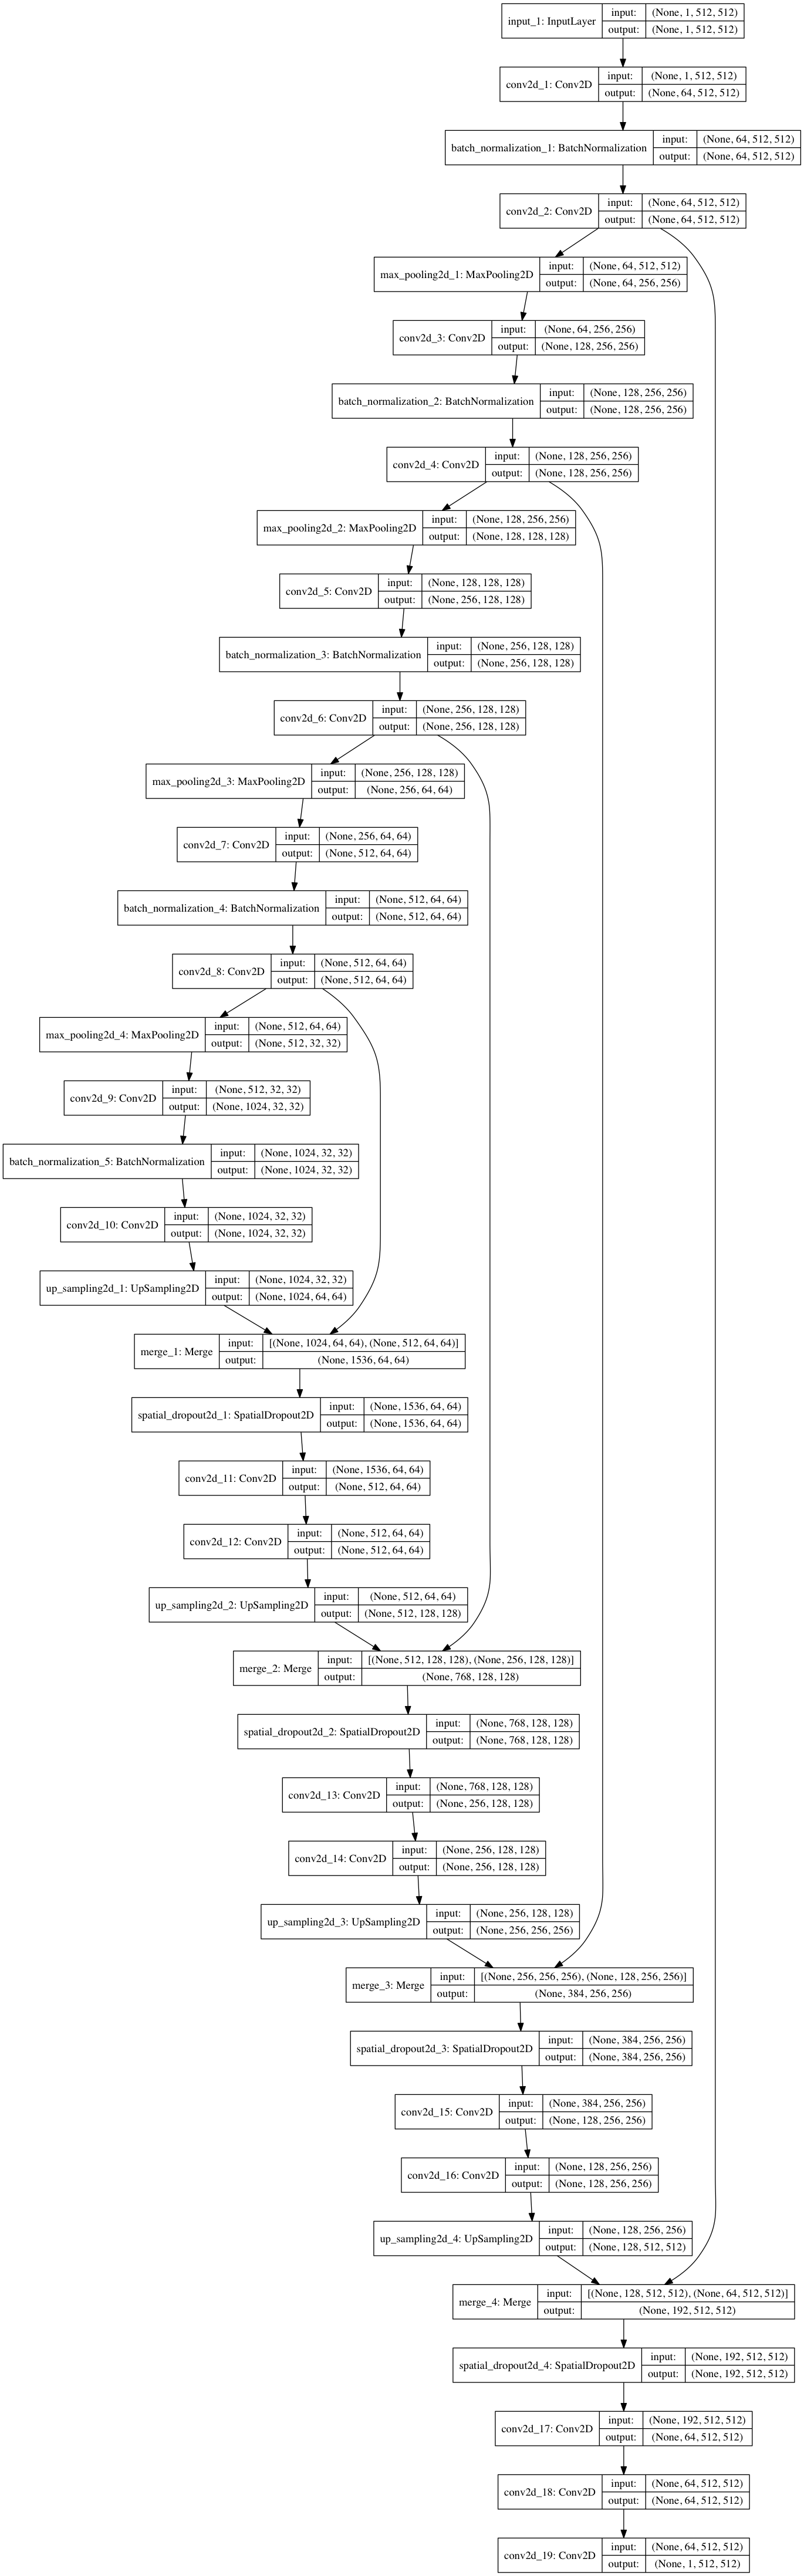 input_1: InputLayer
input: (None, 1, 512, 512)
output: (None, 1, 512, 512)
conv2d_1: Conv2D
input: (None, 1, 512, 512)
output: (None, 64, 512, 512)
batch_normalization_1: BatchNormalization
input: (None, 64, 512, 512)
output: (None, 64, 512, 512)
conv2d_2: Conv2D
input: (None, 64, 512, 512)
output: (None, 64, 512, 512)
max_pooling2d_1: MaxPooling2D
input: (None, 64, 512, 512)
output: (None, 64, 256, 256)
conv2d_3: Conv2D
input: (None, 64, 256, 256)
output: (None, 128, 256, 256)
batch_normalization_2: BatchNormalization
input: (None, 128, 256, 256)
output: (None, 128, 256, 256)
conv2d_4: Conv2D
input: (None, 128, 256, 256)
output: (None, 128, 256, 256)
max_pooling2d_2: MaxPooling2D
input: (None, 128, 256, 256)
output: (None, 128, 128, 128)
conv2d_5: Conv2D
input: (None, 128, 128, 128)
output: (None, 256, 128, 128)
batch_normalization_3: BatchNormalization
input: (None, 256, 128, 128)
output: (None, 256, 128, 128)
conv2d_6: Conv2D
input: (None, 256, 128, 128)
output: (None, 256, 128, 128)
max_pooling2d_3: MaxPooling2D
input: (None, 256, 128, 128)
output: (None, 256, 64, 64)
conv2d_7: Conv2D
input: (None, 256, 64, 64)
output: (None, 512, 64, 64)
batch_normalization_4: BatchNormalization
input: (None, 512, 64, 64)
output: (None, 512, 64, 64)
conv2d_8: Conv2D
input: (None, 512, 64, 64)
output: (None, 512, 64, 64)
max_pooling2d_4: MaxPooling2D
input: (None, 512, 64, 64)
output: (None, 512, 32, 32)
conv2d_9: Conv2D
input: (None, 512, 32, 32)
output: (None, 1024, 32, 32)
batch_normalization_5: BatchNormalization
input: (None, 1024, 32, 32)
output: (None, 1024, 32, 32)
conv2d_10: Conv2D
input: (None, 1024, 32, 32)
output: (None, 1024, 32, 32)
up_sampling2d_1: UpSampling2D
input: (None, 1024, 32, 32)
output: (None, 1024, 64, 64)
merge_1: Merge
input: [(None, 1024, 64, 64), (None, 512, 64, 64)]
output: (None, 1536, 64, 64)
spatial_dropout2d_1: SpatialDropout2D
input: (None, 1536, 64, 64)
output: (None, 1536, 64, 64)
conv2d_11: Conv2D
input: (None, 1536, 64, 64)
output: (None, 512, 64, 64)
conv2d_12: Conv2D
input: (None, 512, 64, 64)
output: (None, 512, 64, 64)
up_sampling2d_2: UpSampling2D
input: (None, 512, 64, 64)
output: (None, 512, 128, 128)
merge_2: Merge
input: [(None, 512, 128, 128), (None, 256, 128, 128)]
output: (None, 768, 128, 128)
spatial_dropout2d_2: SpatialDropout2D
input: (None, 768, 128, 128)
output: (None, 768, 128, 128)
conv2d_13: Conv2D
input: (None, 768, 128, 128)
output: (None, 256, 128, 128)
conv2d_14: Conv2D
input: (None, 256, 128, 128)
output: (None, 256, 128, 128)
up_sampling2d_3: UpSampling2D
input: (None, 256, 128, 128)
output: (None, 256, 256, 256)
merge_3: Merge
input: [(None, 256, 256, 256), (None, 128, 256, 256)]
output: (None, 384, 256, 256)
spatial_dropout2d_3: SpatialDropout2D
input: (None, 384, 256, 256)
output: (None, 384, 256, 256)
conv2d_15: Conv2D
input: (None, 384, 256, 256)
output: (None, 128, 256, 256)
conv2d_16: Conv2D
input: (None, 128, 256, 256)
output: (None, 128, 256, 256)
up_sampling2d_4: UpSampling2D
input: (None, 128, 256, 256)
output: (None, 128, 512, 512)
merge_4: Merge
input: [(None, 128, 512, 512), (None, 64, 512, 512)]
output: (None, 192, 512, 512)
spatial_dropout2d_4: SpatialDropout2D
input: (None, 192, 512, 512)
output: (None, 192, 512, 512)
conv2d_17: Conv2D
input: (None, 192, 512, 512)
output: (None, 64, 512, 512)
conv2d_18: Conv2D
input: (None, 64, 512, 512)
output: (None, 64, 512, 512)
conv2d_19: Conv2D
input: (None, 64, 512, 512)
output: (None, 1, 512, 512)